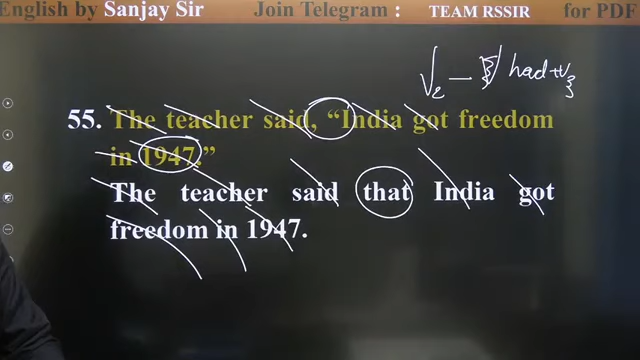 English by Sanjay Sir Join Telegram : TEAM RSSIR for PDF
V₂ — had + V₃
55. The teacher said, “India got freedom
in 1947.”
The teacher said that India got
freedom in 1947.